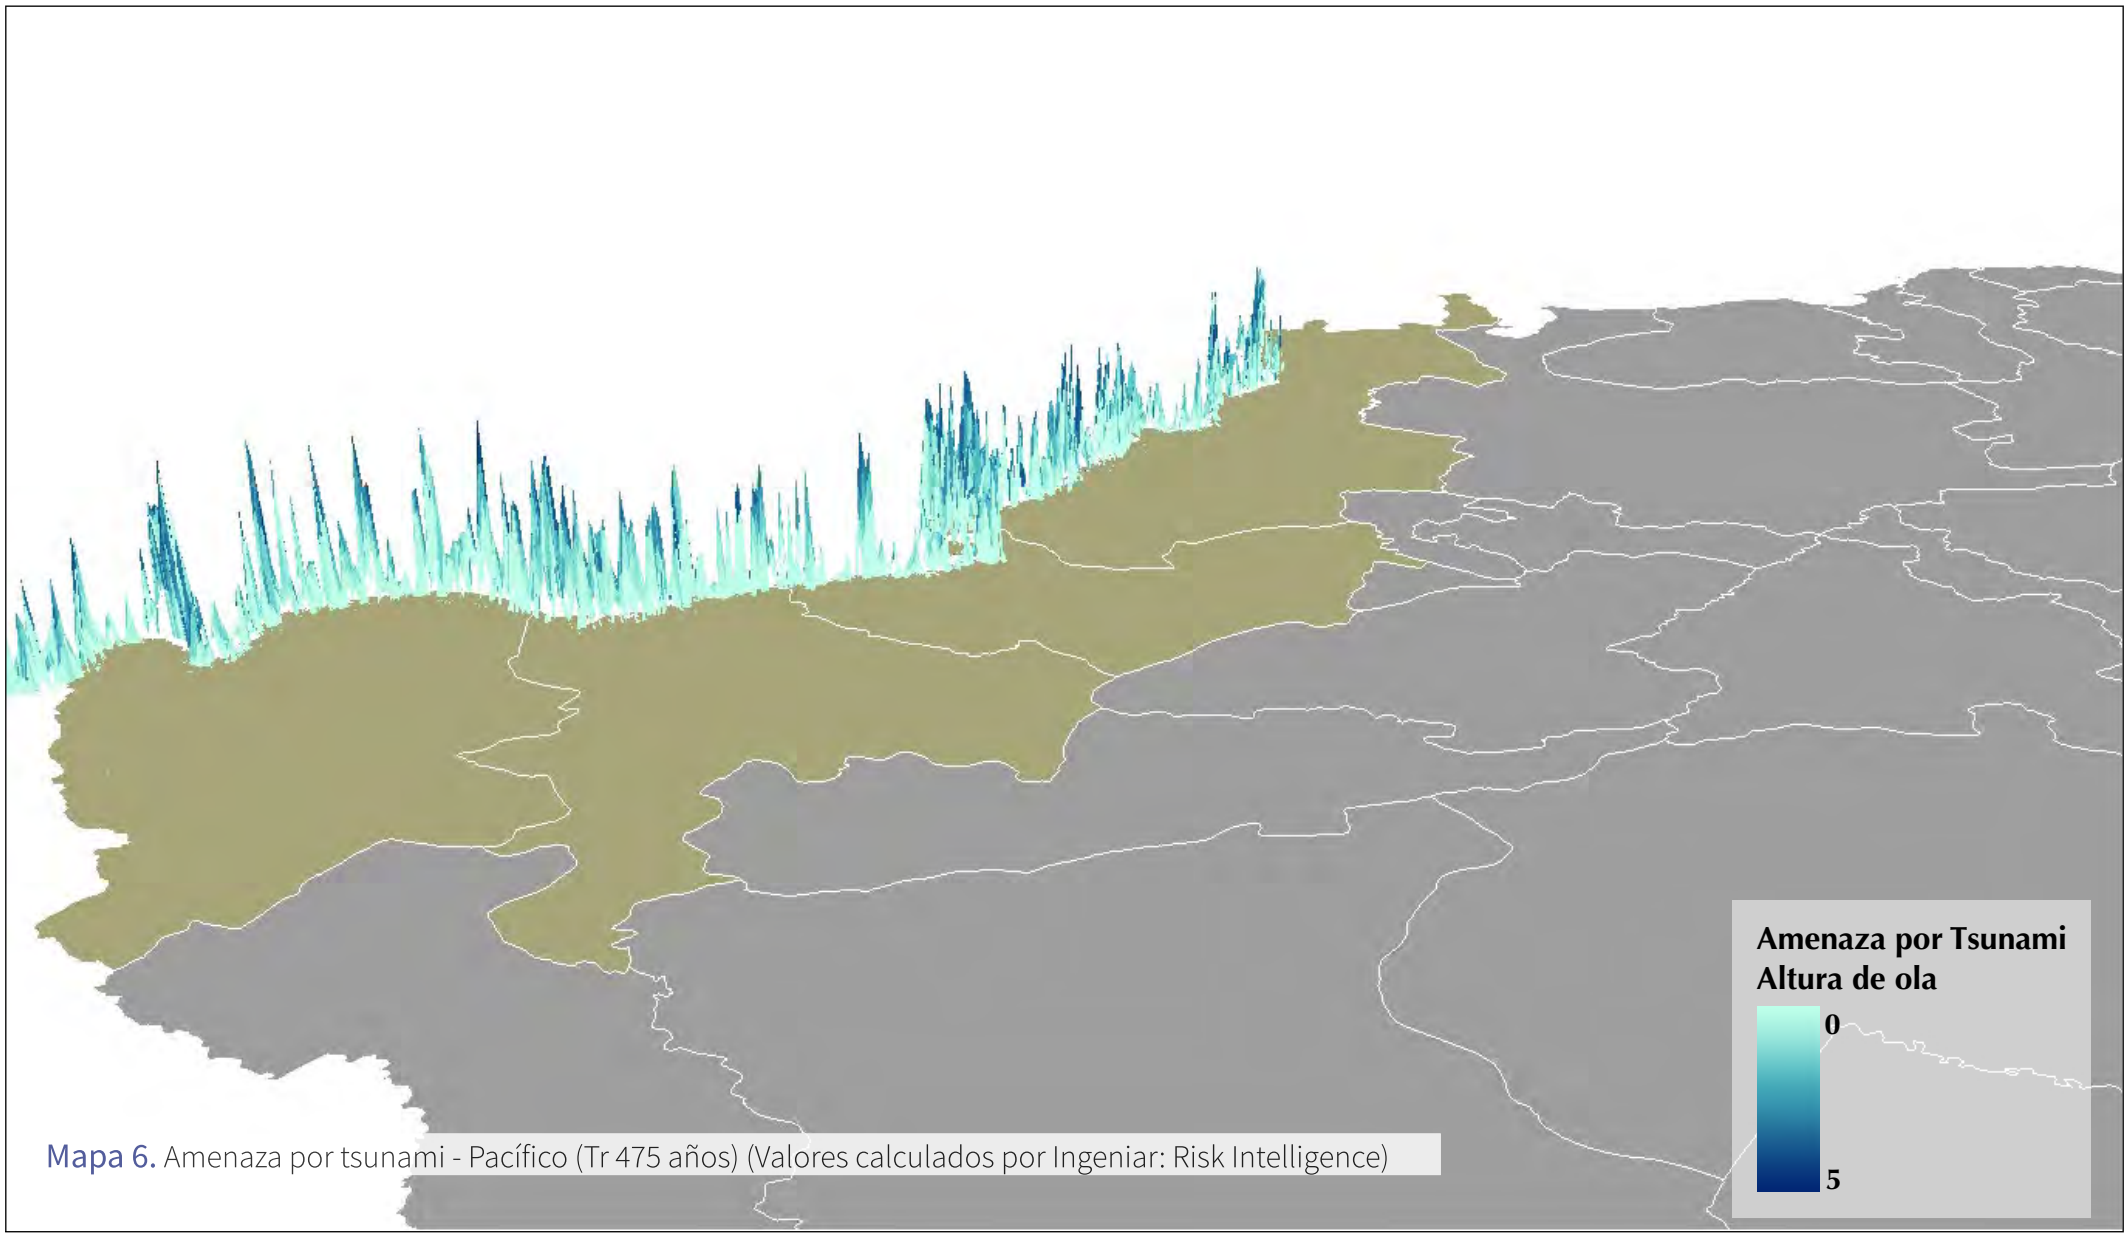 Amenaza por Tsunami
Altura de ola
0
5
Mapa 6. Amenaza por tsunami - Pacífico (Tr 475 años) (Valores calculados por Ingeniar: Risk Intelligence)